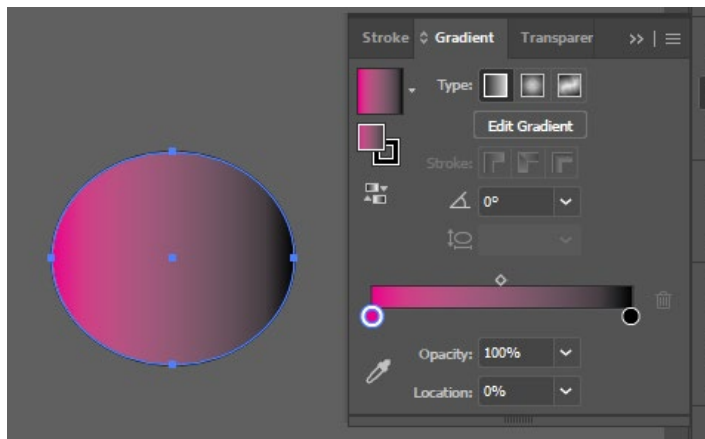 Stroke Gradient Transparer
Type:
Edit Gradient
Stroke:
0°
Opacity: 100%
Location: 0%